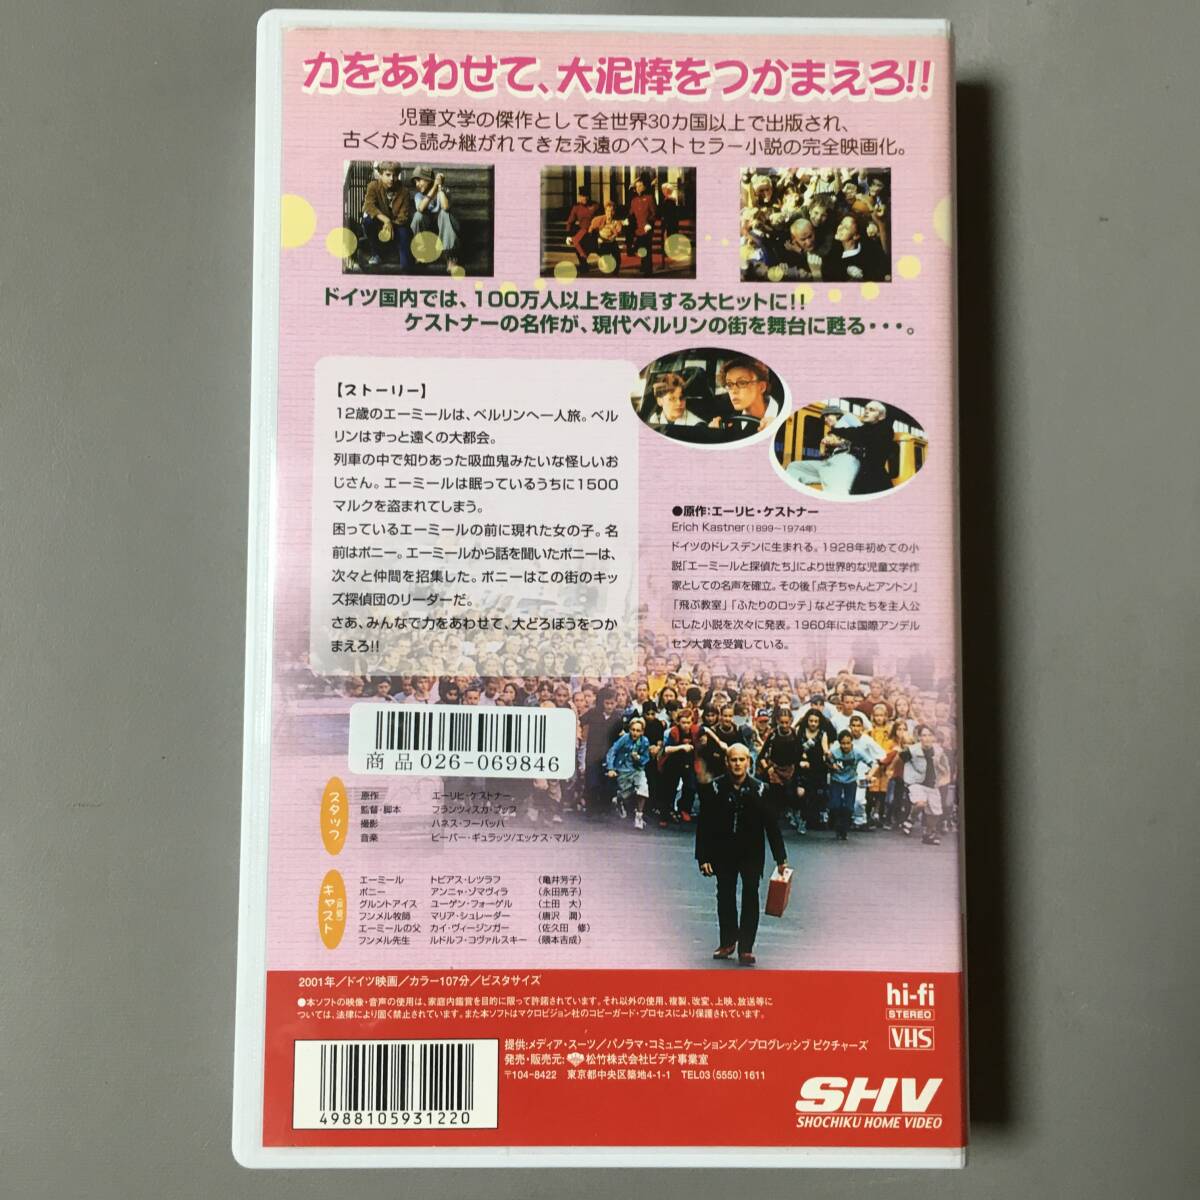 力をあわせて、大泥棒をつかまえろ!!
児童文学の傑作として全世界30カ国以上で出版され、
古くから読み継がれてきた永遠のベストセラー小説の完全映画化。
ドイツ国内では、100万人以上を動員する大ヒットに!!
ケストナーの名作が、現代ベルリンの街を舞台に甦る・・・。
【ストーリー】
12歳のエーミールは、ベルリンへ一人旅。ベル
リンはずっと遠くの大都会。
列車の中で知りあった吸血鬼みたいな怪しいお
じさん。エーミールは眠っているうちに1500
マルクを盗まれてしまう。
困っているエーミールの前に現れた女の子。名
前はポニー。エーミールから話を聞いたポニーは、
次々と仲間を招集した。ポニーはこの街のキッ
ズ探偵団のリーダーだ。
さあ、みんなで力をあわせて、大どろぼうをつか
まえろ!!
●原作:エーリヒ・ケストナー
Erich Kastner(1899〜1974年)
ドイツのドレスデンに生まれる。1928年初めての小
説「エーミールと探偵たち」により世界的な児童文学作
家としての名声を確立。その後「点子ちゃんとアントン」
「飛ぶ教室」「ふたりのロッテ」など子供たちを主人公
にした小説を次々に発表。1960年には国際アンデル
セン大賞を受賞している。
商品 026-069846
スタッフ
原作 エーリヒ・ケストナー
監督・脚本 フランツィスカ・ブッフ
撮影 ハネス・フーバッハ
音楽 ビーバー・ギュラッツ/エッケス・マルツ
キャスト
(声優)
エーミール トビアス・レツラフ (亀井芳子)
ポニー アンニャ・ゾマヴィラ (永田亮子)
グルントアイス ユーゲン・フォーゲル (土田 大)
フンメル牧師 マリア・シュレーダー (唐沢 潤)
エーミールの父 カイ・ヴィージンガー (佐久田 修)
フンメル先生 ルドルフ・コヴァルスキー (隈本吉成)
2001年/ドイツ映画/カラー107分/ビスタサイズ
●本ソフトの映像・音声の使用は、家庭内鑑賞を目的に限って許諾されています。それ以外の使用、複製、改変、上映、放送等に
ついては、法律により固く禁止されています。また本ソフトはマクロビジョン社のコピーガード・プロセスにより保護されています。
hi-fi
STEREO
VHS
4988105931220
提供:メディア・スーツ/パノラマ・コミュニケーションズ/プログレッシブ ピクチャーズ
発売・販売元: 松竹株式会社ビデオ事業室
〒104-8422 東京都中央区築地4-1-1 TEL03(5550)1611
SHV
SHOCHIKU HOME VIDEO